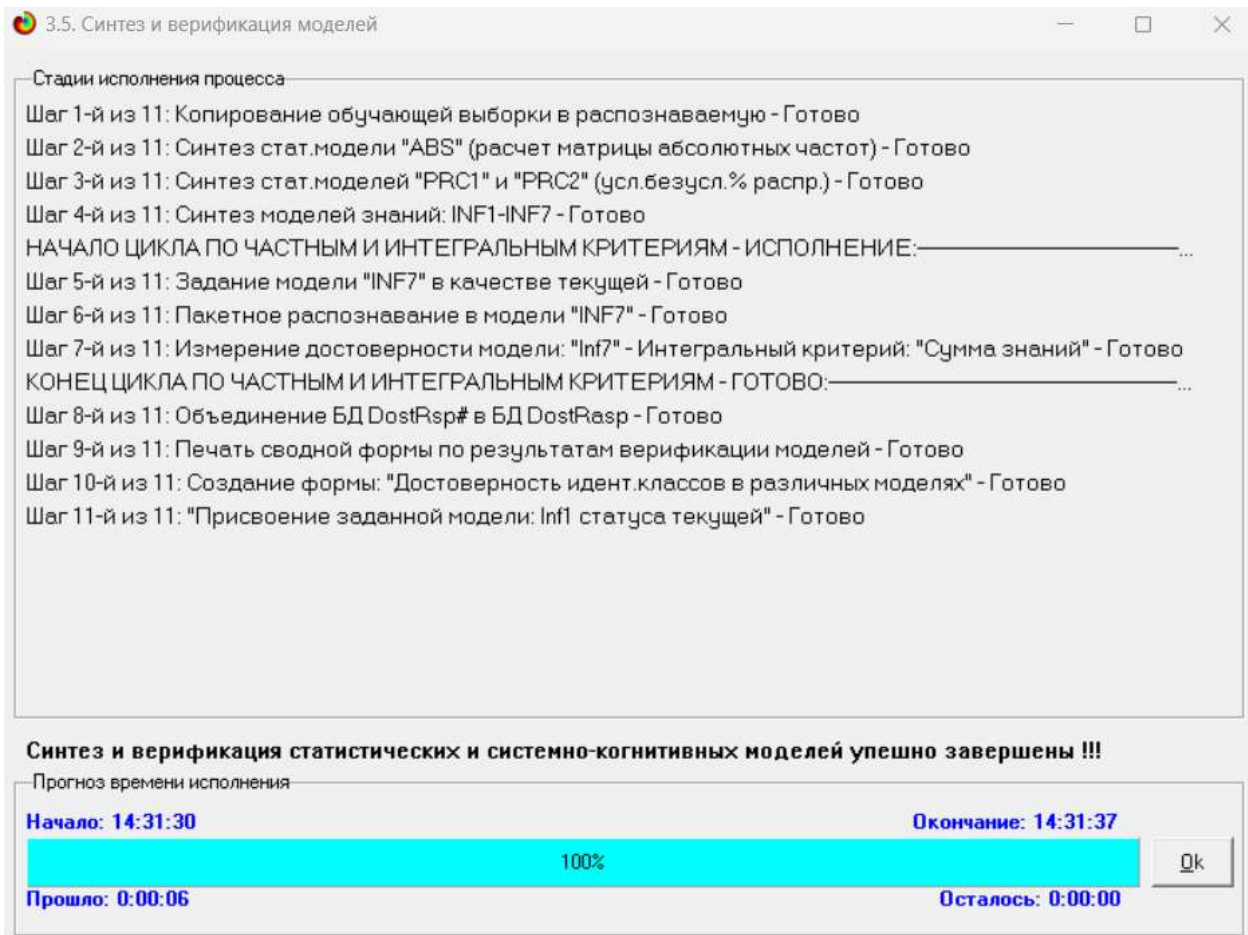 3.5. Синтез и верификация моделей
Стадии исполнения процесса
Шаг 1-й из 11: Копирование обучающей выборки в распознаваемую - Готово
Шаг 2-й из 11: Синтез стат.модели "ABS" (расчет матрицы абсолютных частот) - Готово
Шаг 3-й из 11: Синтез стат.моделей "PRC1" и "PRC2" (усл.безусл.% распр.) - Готово
Шаг 4-й из 11: Синтез моделей знаний: INF1-INF7 - Готово
НАЧАЛО ЦИКЛА ПО ЧАСТНЫМ И ИНТЕГРАЛЬНЫМ КРИТЕРИЯМ - ИСПОЛНЕНИЕ:────────────...
Шаг 5-й из 11: Задание модели "INF7" в качестве текущей - Готово
Шаг 6-й из 11: Пакетное распознавание в модели "INF7" - Готово
Шаг 7-й из 11: Измерение достоверности модели: "Inf7" - Интегральный критерий: "Сумма знаний" - Готово
КОНЕЦ ЦИКЛА ПО ЧАСТНЫМ И ИНТЕГРАЛЬНЫМ КРИТЕРИЯМ - ГОТОВО:────────────...
Шаг 8-й из 11: Объединение БД DostRsp# в БД DostRasp - Готово
Шаг 9-й из 11: Печать сводной формы по результатам верификации моделей - Готово
Шаг 10-й из 11: Создание формы: "Достоверность идент.классов в различных моделях" - Готово
Шаг 11-й из 11: "Присвоение заданной модели: Inf1 статуса текущей" - Готово
Синтез и верификация статистических и системно-когнитивных моделей упешно завершены !!!
Прогноз времени исполнения
Начало: 14:31:30 Окончание: 14:31:37
100% Ok
Прошло: 0:00:06 Осталось: 0:00:00